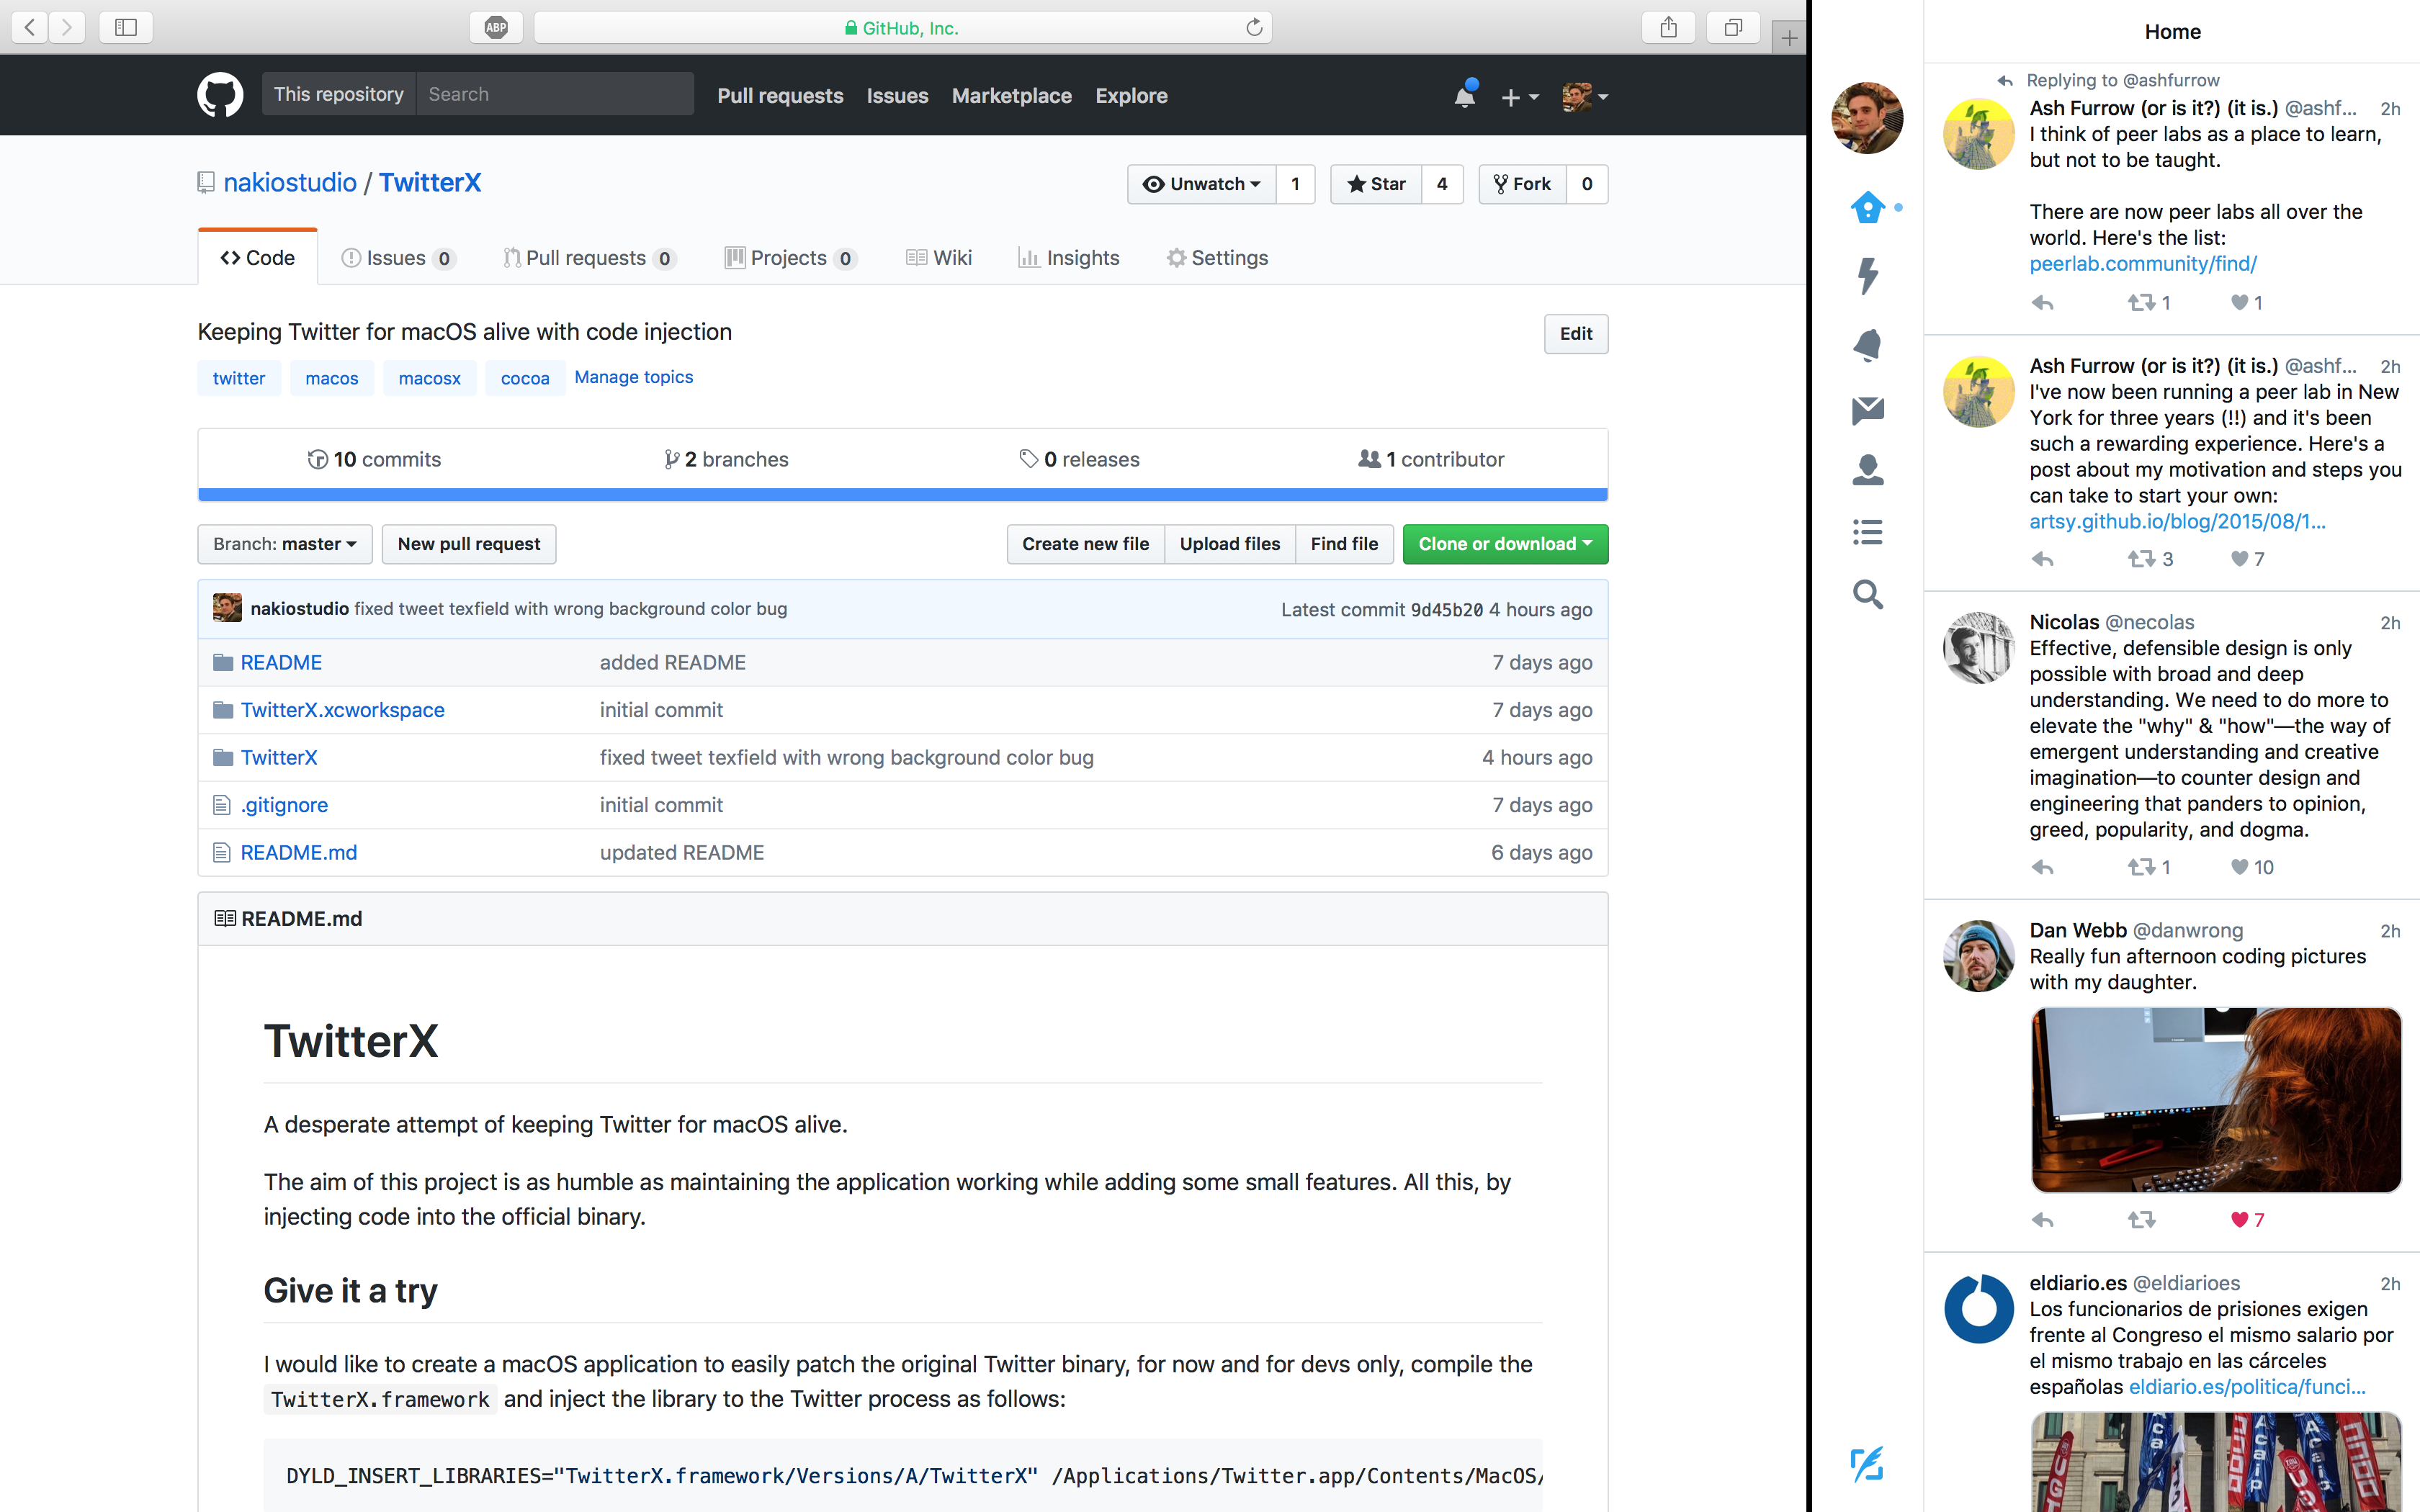 ABP
GitHub, Inc.
This repository
Search
Pull requests
Issues
Marketplace
Explore
nakiostudio / TwitterX
Unwatch 1
Star 4
Fork 0
Code
Issues 0
Pull requests 0
Projects 0
Wiki
Insights
Settings
Keeping Twitter for macOS alive with code injection
Edit
twitter
macos
macosx
cocoa
Manage topics
10 commits
2 branches
0 releases
1 contributor
Branch: master
New pull request
Create new file
Upload files
Find file
Clone or download
nakiostudio fixed tweet texfield with wrong background color bug
Latest commit 9d45b20 4 hours ago
README added README 7 days ago
TwitterX.xcworkspace initial commit 7 days ago
TwitterX fixed tweet texfield with wrong background color bug 4 hours ago
.gitignore initial commit 7 days ago
README.md updated README 6 days ago
README.md
TwitterX
A desperate attempt of keeping Twitter for macOS alive.
The aim of this project is as humble as maintaining the application working while adding some small features. All this, by
injecting code into the official binary.
Give it a try
I would like to create a macOS application to easily patch the original Twitter binary, for now and for devs only, compile the
TwitterX.framework and inject the library to the Twitter process as follows:
DYLD_INSERT_LIBRARIES="TwitterX.framework/Versions/A/TwitterX" /Applications/Twitter.app/Contents/MacOS/
Home
Replying to @ashfurrow
Ash Furrow (or is it?) (it is.) @ashf... 2h
I think of peer labs as a place to learn,
but not to be taught.
There are now peer labs all over the
world. Here's the list:
peerlab.community/find/
1 1
Ash Furrow (or is it?) (it is.) @ashf... 2h
I've now been running a peer lab in New
York for three years (!!) and it's been
such a rewarding experience. Here's a
post about my motivation and steps you
can take to start your own:
artsy.github.io/blog/2015/08/1...
3 7
Nicolas @necolas 2h
Effective, defensible design is only
possible with broad and deep
understanding. We need to do more to
elevate the "why" & "how"—the way of
emergent understanding and creative
imagination—to counter design and
engineering that panders to opinion,
greed, popularity, and dogma.
1 10
Dan Webb @danwrong 2h
Really fun afternoon coding pictures
with my daughter.
7
eldiario.es @eldiarioes 2h
Los funcionarios de prisiones exigen
frente al Congreso el mismo salario por
el mismo trabajo en las cárceles
españolas eldiario.es/politica/funci...
UGT
Acaip
Acaip